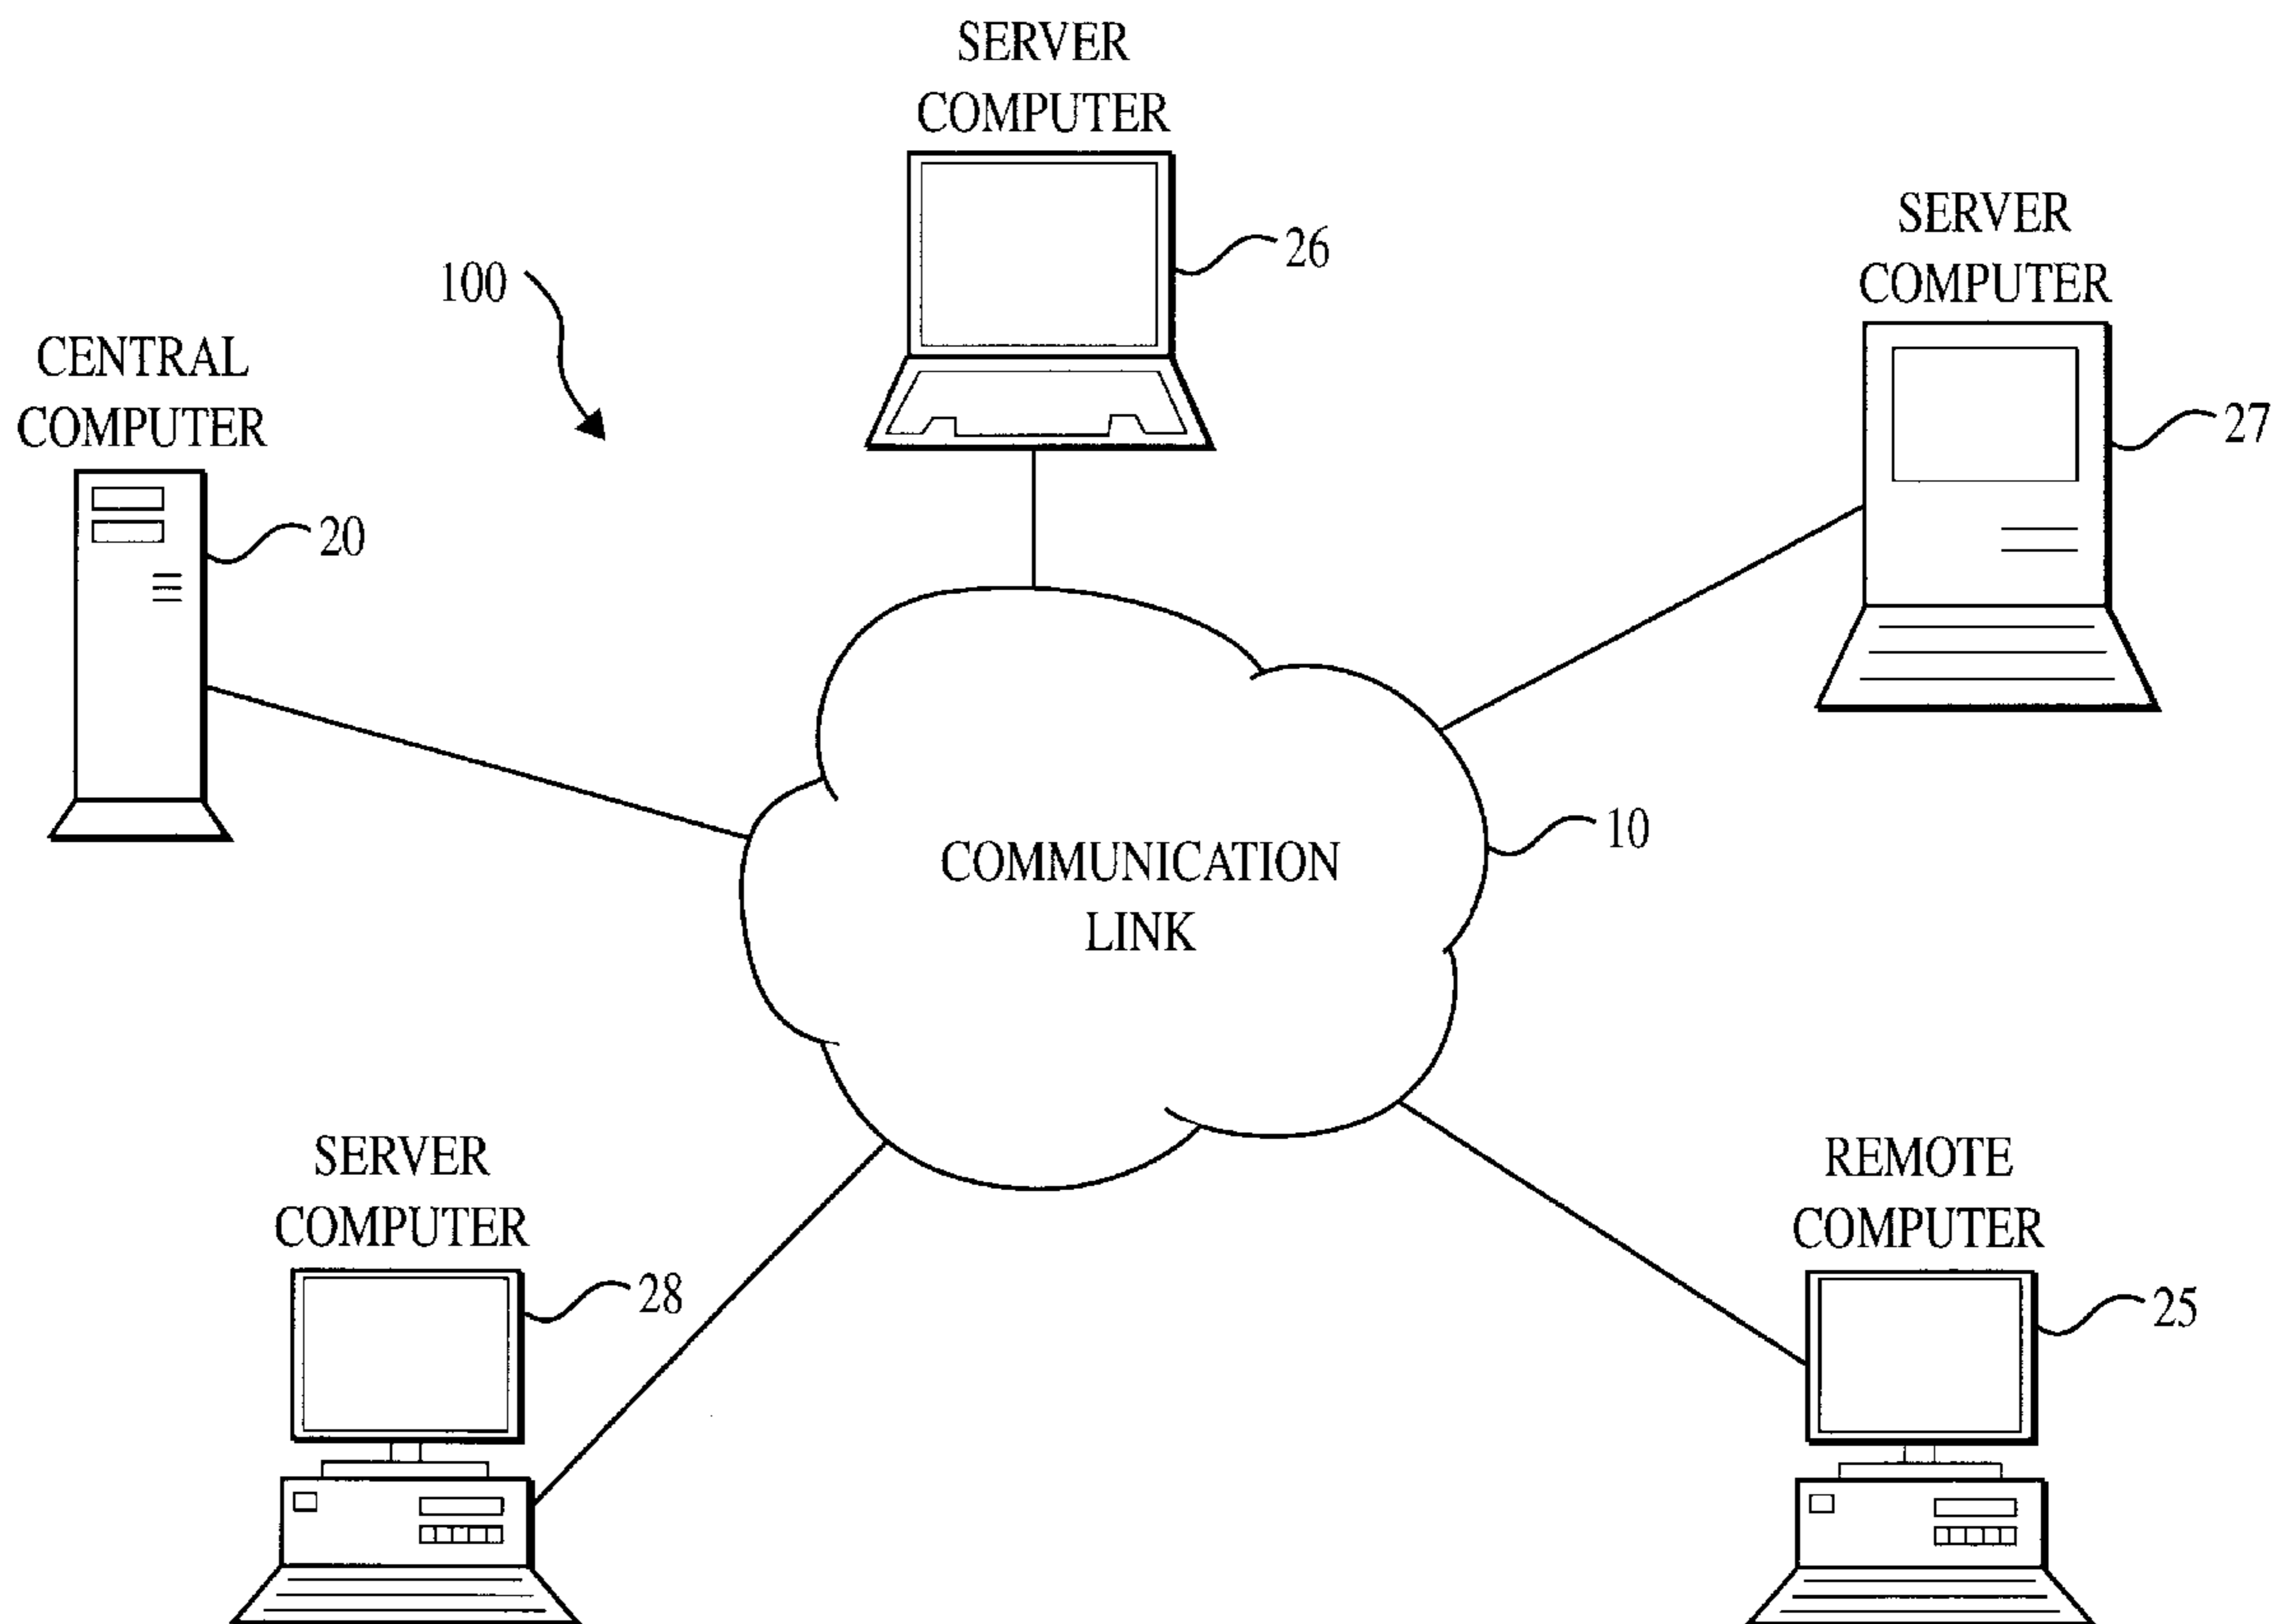 SERVER
COMPUTER
26
SERVER
COMPUTER
27
100
CENTRAL
COMPUTER
20
COMMUNICATION
LINK
10
SERVER
COMPUTER
28
REMOTE
COMPUTER
25